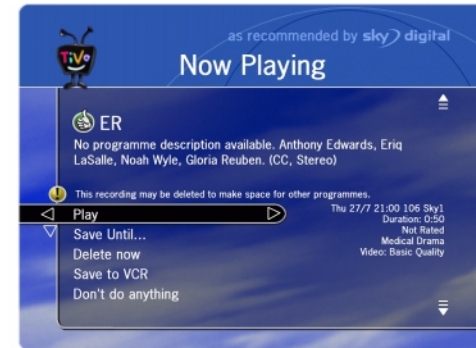 as recommended by sky digital
TiVo
Now Playing
ER
No programme description available. Anthony Edwards, Eriq
LaSalle, Noah Wyle, Gloria Reuben. (CC, Stereo)
This recording may be deleted to make space for other programmes.
Play
Save Until...
Delete now
Save to VCR
Don't do anything
Thu 27/7 21:00 106 Sky1
Duration: 0:50
Not Rated
Medical Drama
Video: Basic Quality